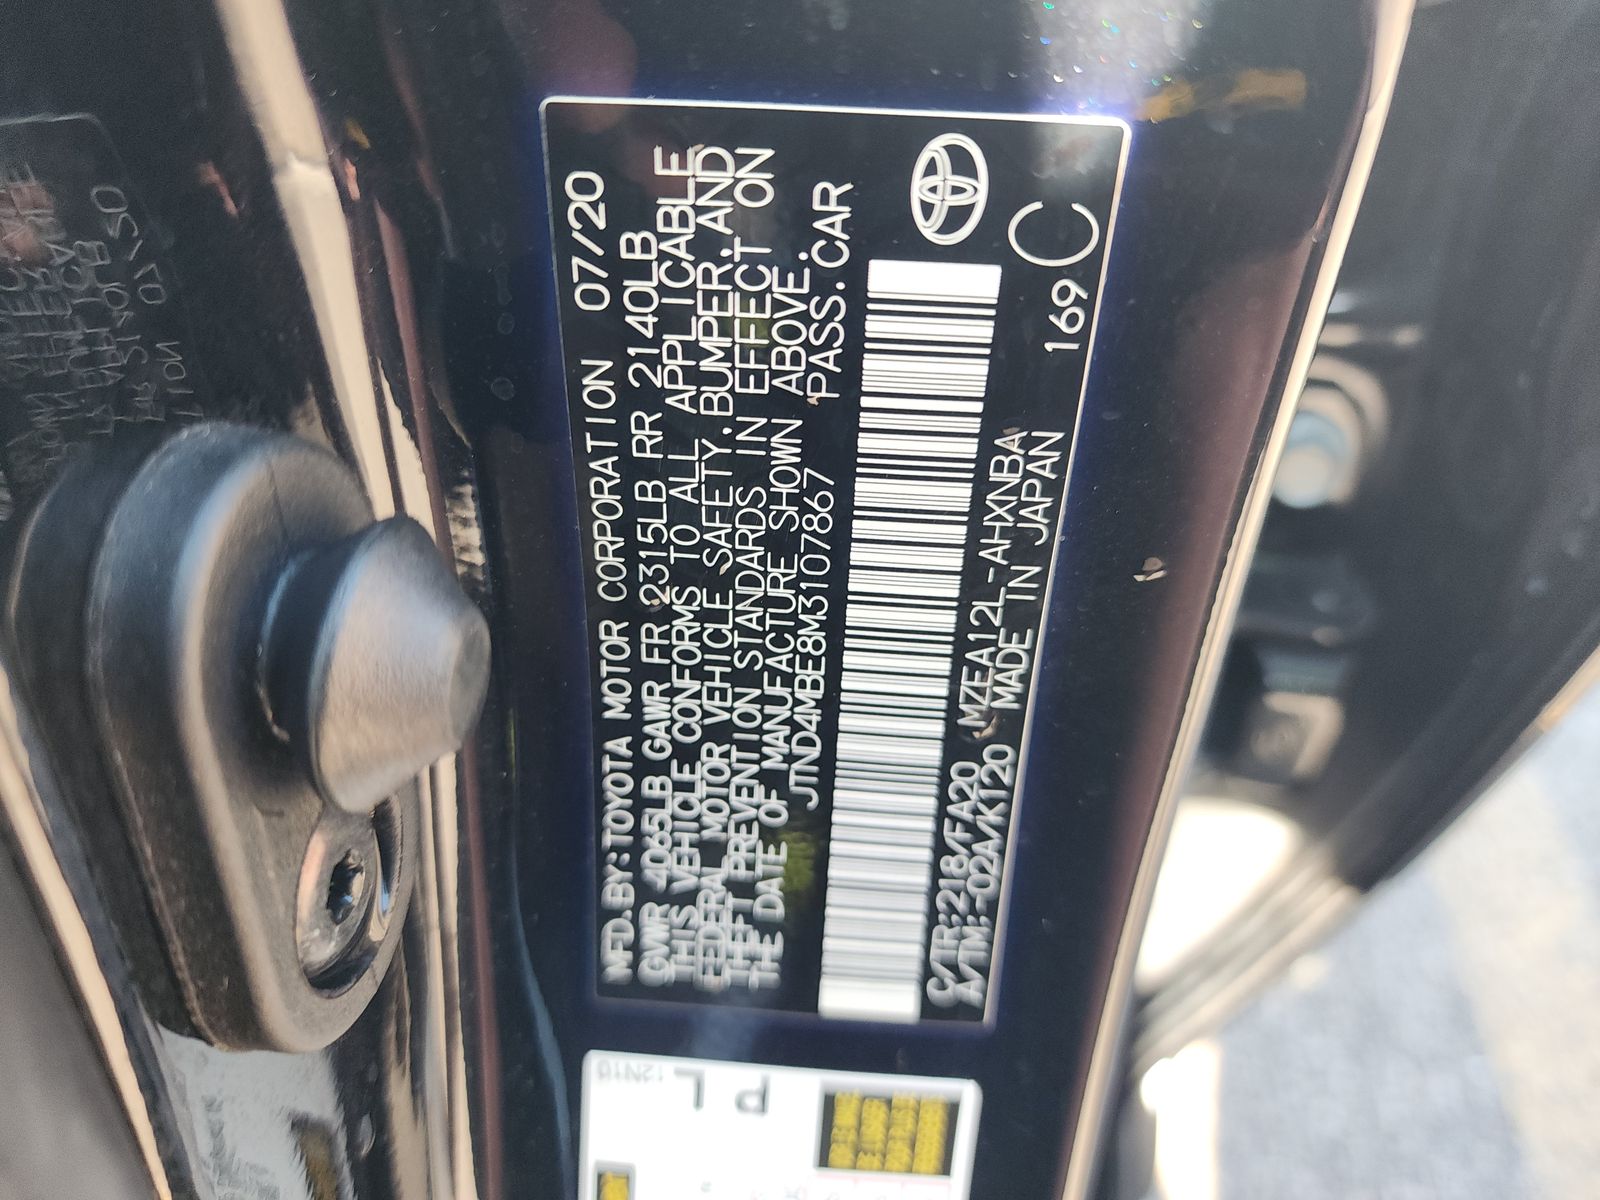 MFD.BY:TOYOTA MOTOR CORPORATION 07/20
GVWR 4065LB GAWR FR 2315LB RR 2140LB
THIS VEHICLE CONFORMS TO ALL APPLICABLE
FEDERAL MOTOR VEHICLE SAFETY,BUMPER,AND
THEFT PREVENTION STANDARDS IN EFFECT ON
THE DATE OF MANUFACTURE SHOWN ABOVE.
JTND4MBE8M3107867 PASS.CAR
C/TR:218/FA20 MZEA12L-AHXNBA 169 C
A/TM:-02A/K120 MADE IN JAPAN
P L